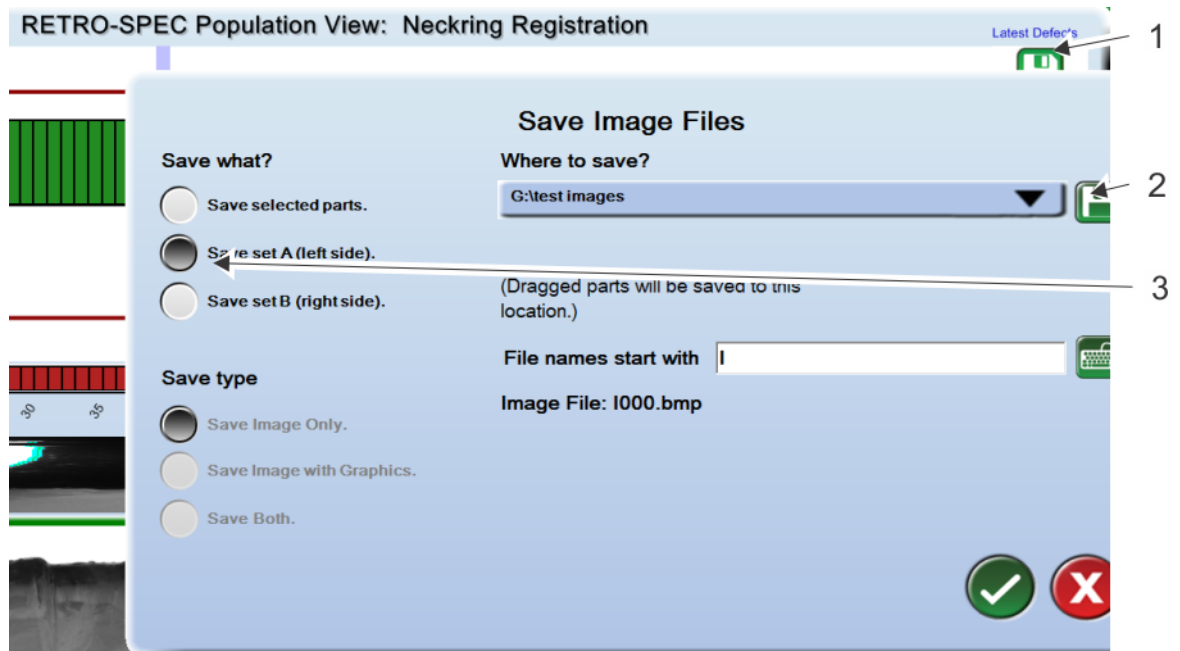 RETRO-SPEC Population View: Neckring Registration
Latest Defects
1
Save Image Files
Save what?
Where to save?
Save selected parts.
G:\test images
2
Save set A (left side).
3
Save set B (right side).
(Dragged parts will be saved to this
location.)
File names start with
I
Save type
Image File: I000.bmp
30
35
Save Image Only.
Save Image with Graphics.
Save Both.